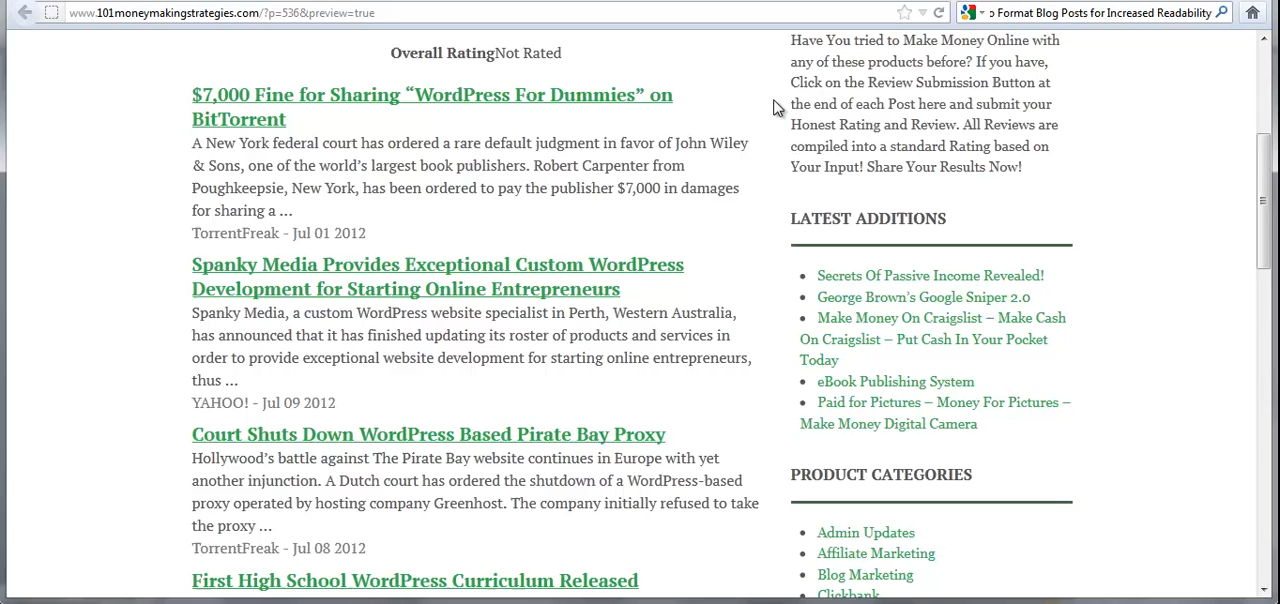 www.101moneymakingstrategies.com/?p=536&preview=true
o Format Blog Posts for Increased Readability
Overall RatingNot Rated
$7,000 Fine for Sharing “WordPress For Dummies” on
BitTorrent
A New York federal court has ordered a rare default judgment in favor of John Wiley
& Sons, one of the world’s largest book publishers. Robert Carpenter from
Poughkeepsie, New York, has been ordered to pay the publisher $7,000 in damages
for sharing a ...
TorrentFreak - Jul 01 2012
Spanky Media Provides Exceptional Custom WordPress
Development for Starting Online Entrepreneurs
Spanky Media, a custom WordPress website specialist in Perth, Western Australia,
has announced that it has finished updating its roster of products and services in
order to provide exceptional website development for starting online entrepreneurs,
thus ...
YAHOO! - Jul 09 2012
Court Shuts Down WordPress Based Pirate Bay Proxy
Hollywood’s battle against The Pirate Bay website continues in Europe with yet
another injunction. A Dutch court has ordered the shutdown of a WordPress-based
proxy operated by hosting company Greenhost. The company initially refused to take
the proxy ...
TorrentFreak - Jul 08 2012
First High School WordPress Curriculum Released
Have You tried to Make Money Online with
any of these products before? If you have,
Click on the Review Submission Button at
the end of each Post here and submit your
Honest Rating and Review. All Reviews are
compiled into a standard Rating based on
Your Input! Share Your Results Now!
LATEST ADDITIONS
Secrets Of Passive Income Revealed!
George Brown’s Google Sniper 2.0
Make Money On Craigslist – Make Cash
On Craigslist – Put Cash In Your Pocket
Today
eBook Publishing System
Paid for Pictures – Money For Pictures –
Make Money Digital Camera
PRODUCT CATEGORIES
Admin Updates
Affiliate Marketing
Blog Marketing
Clickbank